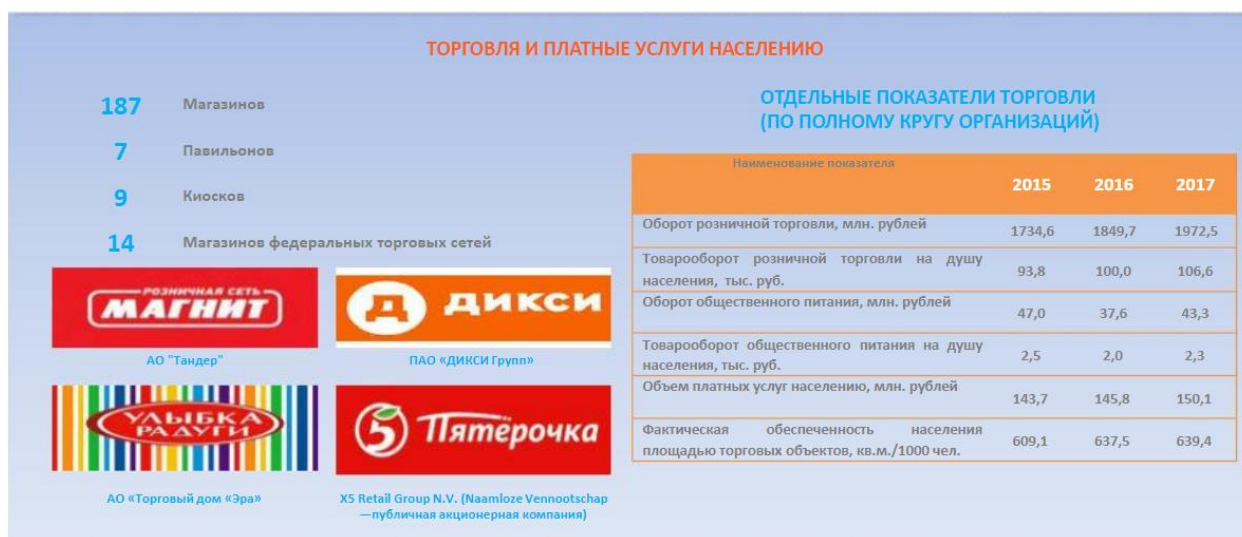 ТОРГОВЛЯ И ПЛАТНЫЕ УСЛУГИ НАСЕЛЕНИЮ
187 Магазинов
7 Павильонов
9 Киосков
14 Магазинов федеральных торговых сетей
РОЗНИЧНАЯ СЕТЬ
МАГНИТ
АО "Тандер"
Д ДИКСИ
ПАО «ДИКСИ Групп»
УЛЫБКА
РАДУГИ
АО «Торговый дом «Эра»
5 Пятёрочка
X5 Retail Group N.V. (Naamloze Vennootschap
—публичная акционерная компания)
ОТДЕЛЬНЫЕ ПОКАЗАТЕЛИ ТОРГОВЛИ
(ПО ПОЛНОМУ КРУГУ ОРГАНИЗАЦИЙ)
Наименование показателя
2015 2016 2017
Оборот розничной торговли, млн. рублей
1734,6 1849,7 1972,5
Товарооборот розничной торговли на душу
населения, тыс. руб.
93,8 100,0 106,6
Оборот общественного питания, млн. рублей
47,0 37,6 43,3
Товарооборот общественного питания на душу
населения, тыс. руб.
2,5 2,0 2,3
Объем платных услуг населению, млн. рублей
143,7 145,8 150,1
Фактическая обеспеченность населения
площадью торговых объектов, кв.м./1000 чел.
609,1 637,5 639,4